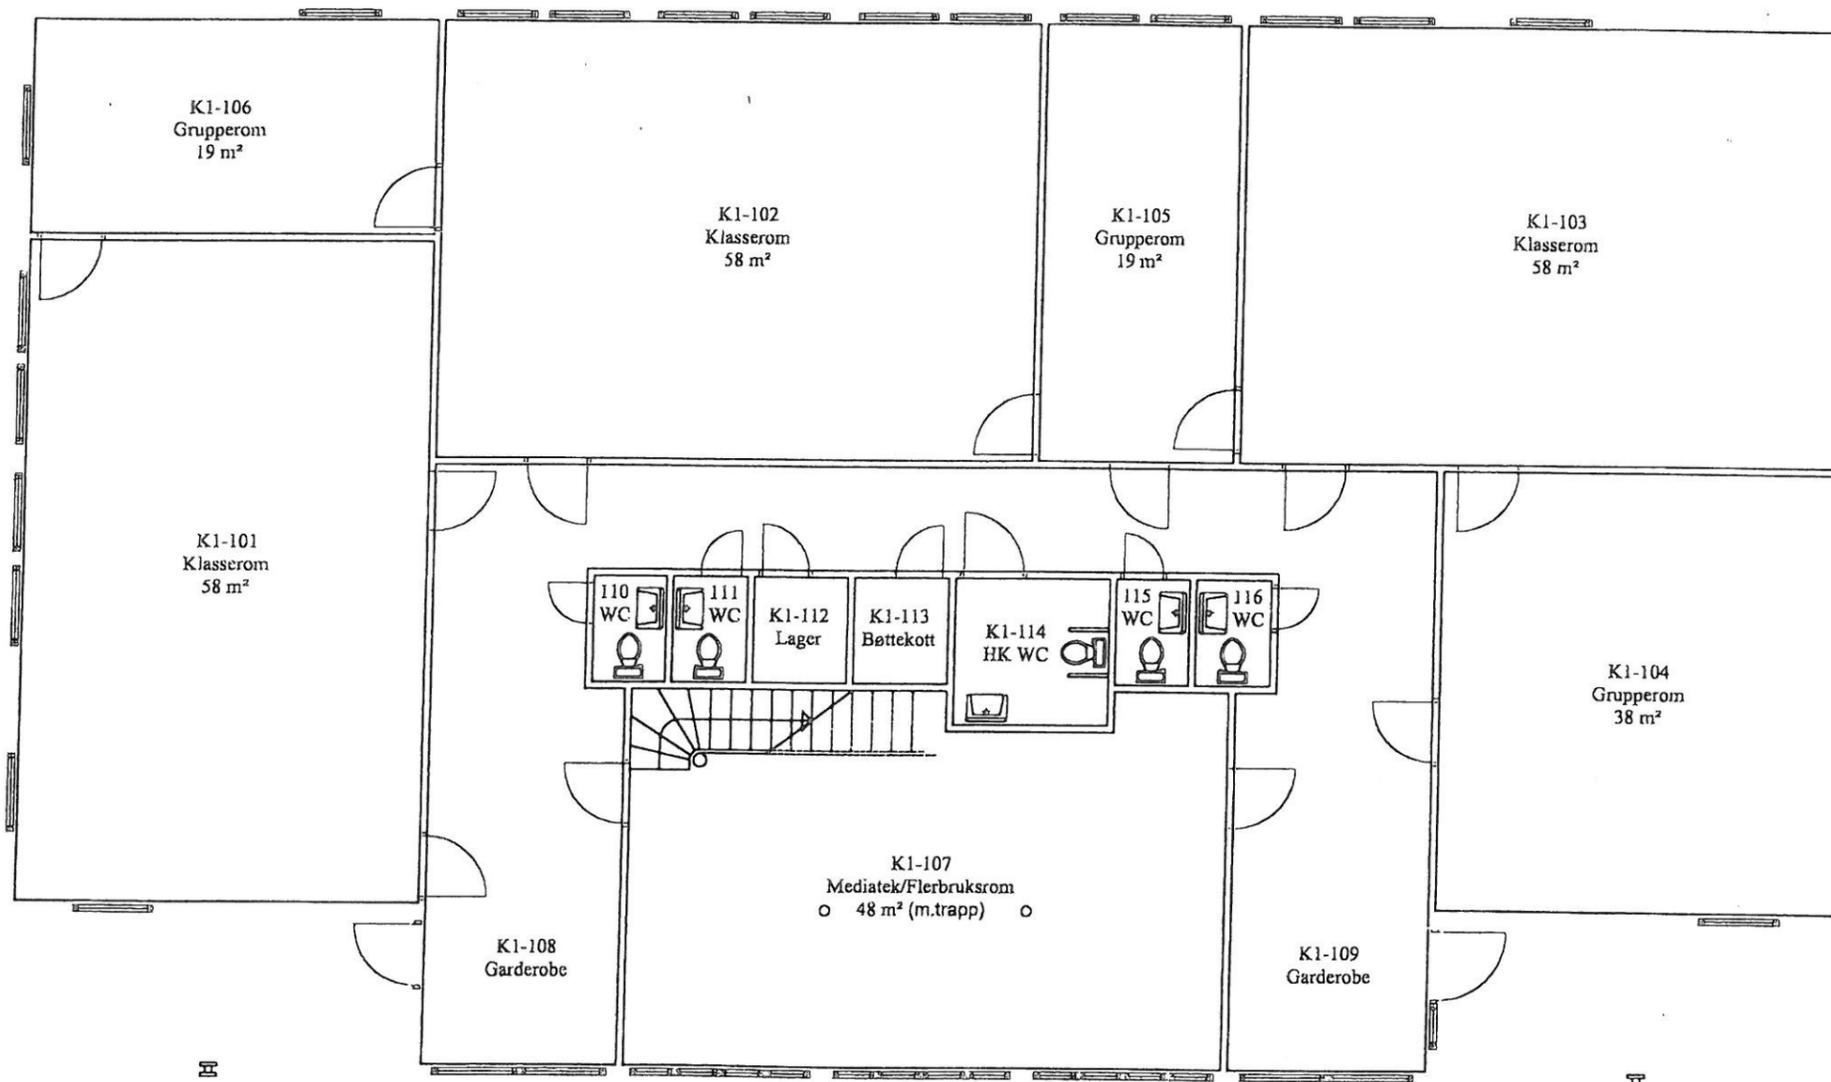 K1-106
Grupperom
19 m²
K1-102
Klasserom
58 m²
K1-105
Grupperom
19 m²
K1-103
Klasserom
58 m²
K1-101
Klasserom
58 m²
110
WC
111
WC
K1-112
Lager
K1-113
Bøttekott
K1-114
HK WC
115
WC
116
WC
K1-104
Grupperom
38 m²
K1-107
Mediatek/Flerbruksrom
48 m² (m.trapp)
K1-108
Garderobe
K1-109
Garderobe